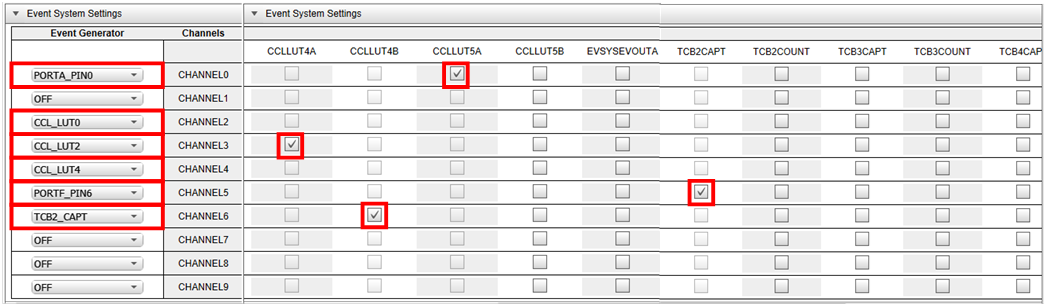 Event System Settings Event System Settings
Event Generator Channels
CCLLUT4A CCLLUT4B CCLLUT5A CCLLUT5B EVSYSEVOUTA TCB2CAPT TCB2COUNT TCB3CAPT TCB3COUNT TCB4CAP
PORTA_PIN0 CHANNEL0
OFF CHANNEL1
CCL_LUT0 CHANNEL2
CCL_LUT2 CHANNEL3
CCL_LUT4 CHANNEL4
PORTF_PIN6 CHANNEL5
TCB2_CAPT CHANNEL6
OFF CHANNEL7
OFF CHANNEL8
OFF CHANNEL9